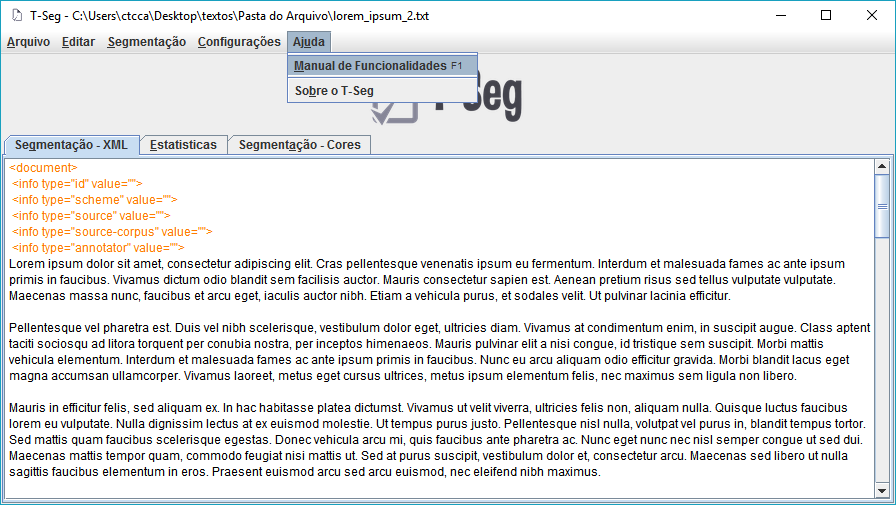 T-Seg - C:\Users\ctcca\Desktop\textos\Pasta do Arquivo\lorem_ipsum_2.txt
Arquivo Editar Segmentação Configurações Ajuda
Manual de Funcionalidades F1
Sobre o T-Seg
T-Seg
Segmentação - XML Estatisticas Segmentação - Cores
<document>
<info type="id" value="">
<info type="scheme" value="">
<info type="source" value="">
<info type="source-corpus" value="">
<info type="annotator" value="">
Lorem ipsum dolor sit amet, consectetur adipiscing elit. Cras pellentesque venenatis ipsum eu fermentum. Interdum et malesuada fames ac ante ipsum
primis in faucibus. Vivamus dictum odio blandit sem facilisis auctor. Mauris consectetur sapien est. Aenean pretium risus sed tellus vulputate vulputate.
Maecenas massa nunc, faucibus et arcu eget, iaculis auctor nibh. Etiam a vehicula purus, et sodales velit. Ut pulvinar lacinia efficitur.
Pellentesque vel pharetra est. Duis vel nibh scelerisque, vestibulum dolor eget, ultricies diam. Vivamus at condimentum enim, in suscipit augue. Class aptent
taciti sociosqu ad litora torquent per conubia nostra, per inceptos himenaeos. Mauris pulvinar elit a nisi congue, id tristique sem suscipit. Morbi mattis
vehicula elementum. Interdum et malesuada fames ac ante ipsum primis in faucibus. Nunc eu arcu aliquam odio efficitur gravida. Morbi blandit lacus eget
magna accumsan ullamcorper. Vivamus laoreet, metus eget cursus ultrices, metus ipsum elementum felis, nec maximus sem ligula non libero.
Mauris in efficitur felis, sed aliquam ex. In hac habitasse platea dictumst. Vivamus ut velit viverra, ultricies felis non, aliquam nulla. Quisque luctus faucibus
lorem eu vulputate. Nulla dignissim lectus at ex euismod molestie. Ut tempus purus justo. Pellentesque nisl nulla, volutpat vel purus in, blandit tempus tortor.
Sed mattis quam faucibus scelerisque egestas. Donec vehicula arcu mi, quis faucibus ante pharetra ac. Nunc eget nunc nec nisl semper congue ut sed dui.
Maecenas mattis tempor quam, commodo feugiat nisi mattis ut. Sed at purus suscipit, vestibulum dolor et, consectetur arcu. Maecenas sed libero ut nulla
sagittis faucibus elementum in eros. Praesent euismod arcu sed arcu euismod, nec eleifend nibh maximus.